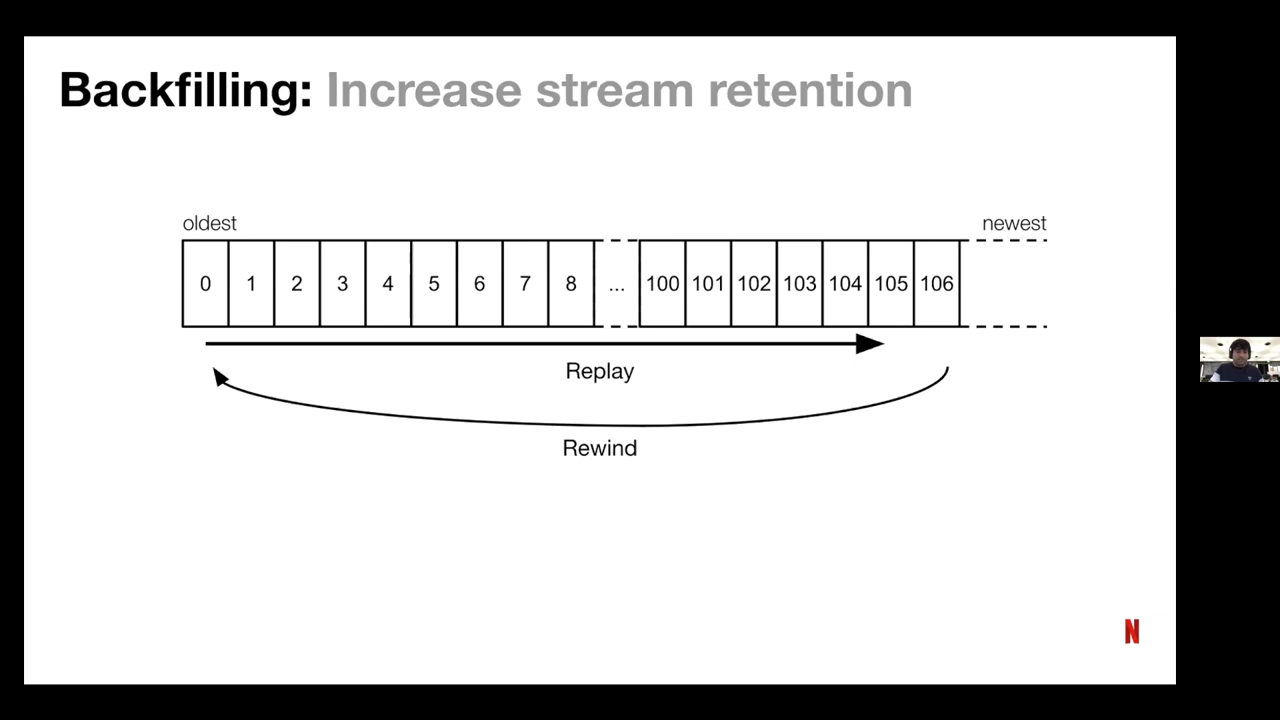 Backfilling: Increase stream retention
oldest newest
0 1 2 3 4 5 6 7 8 ... 100 101 102 103 104 105 106
Replay
Rewind
N